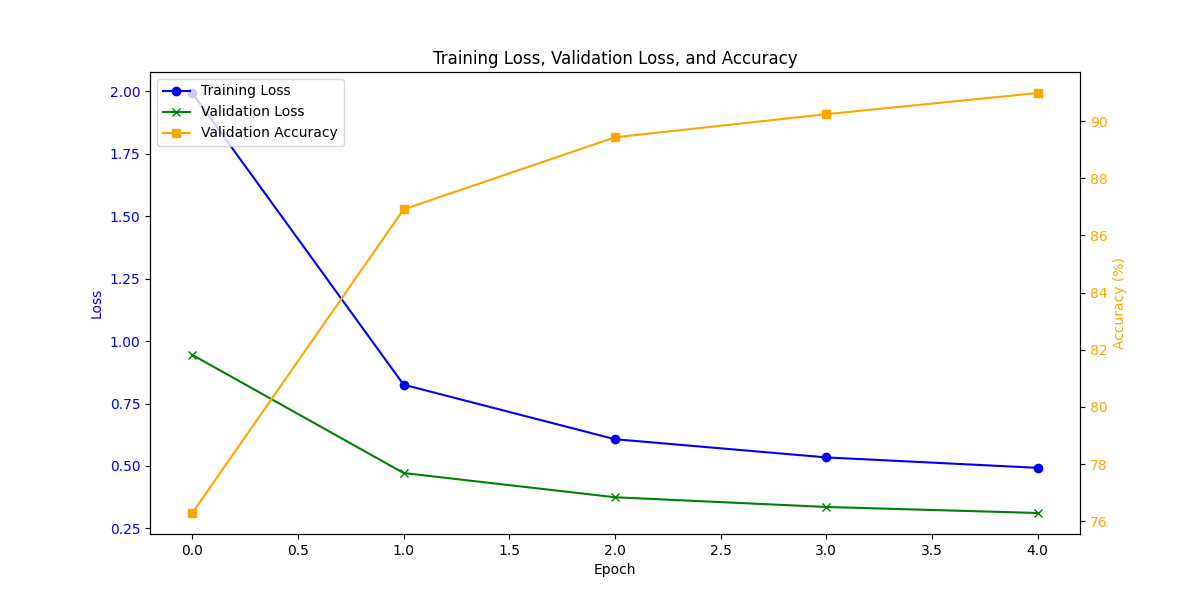 Training Loss, Validation Loss, and Accuracy
Training Loss
Validation Loss
Validation Accuracy
2.00
1.75
1.50
1.25
1.00
0.75
0.50
0.25
Loss
90
88
86
84
82
80
78
76
Accuracy (%)
0.0 0.5 1.0 1.5 2.0 2.5 3.0 3.5 4.0
Epoch